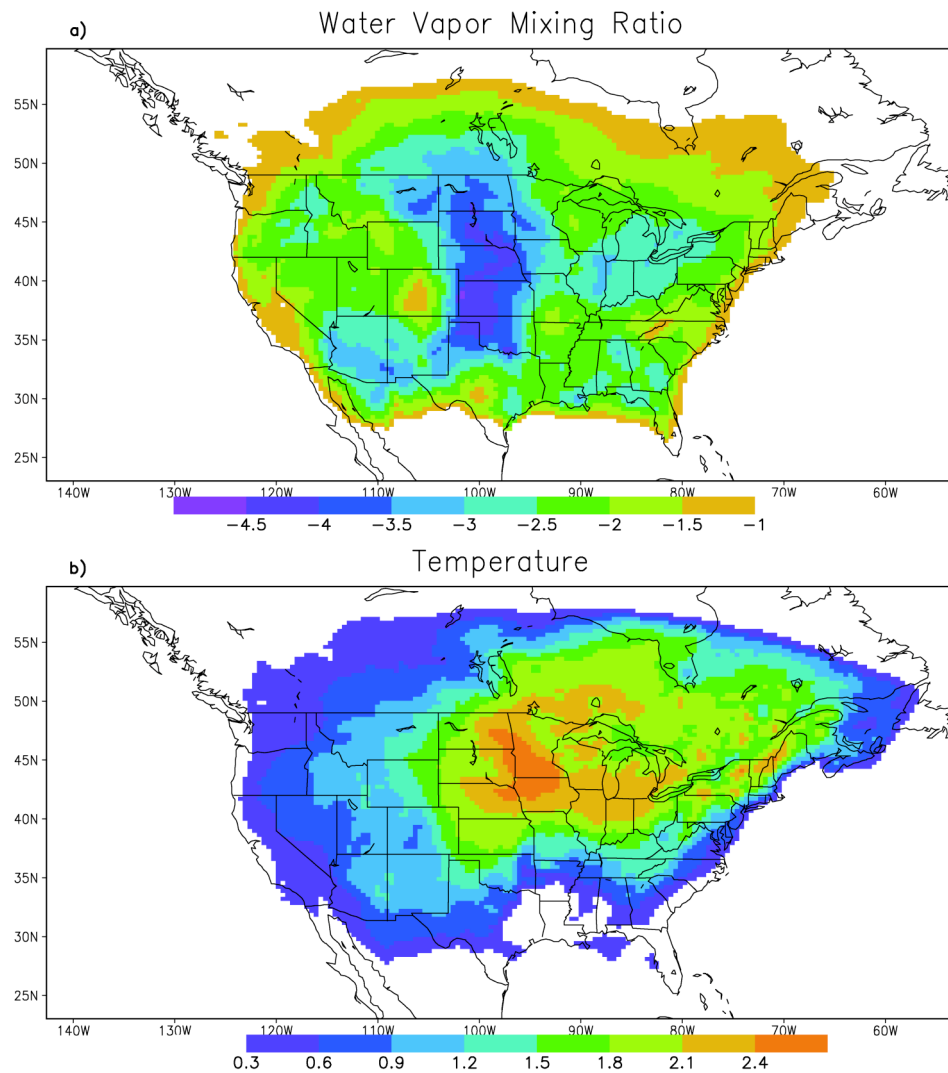 Water Vapor Mixing Ratio
a)
55N
50N
45N
40N
35N
30N
25N
140W 130W 120W 110W 100W 90W 80W 70W 60W
−4.5 −4 −3.5 −3 −2.5 −2 −1.5 −1
Temperature
b)
55N
50N
45N
40N
35N
30N
25N
140W 130W 120W 110W 100W 90W 80W 70W 60W
0.3 0.6 0.9 1.2 1.5 1.8 2.1 2.4